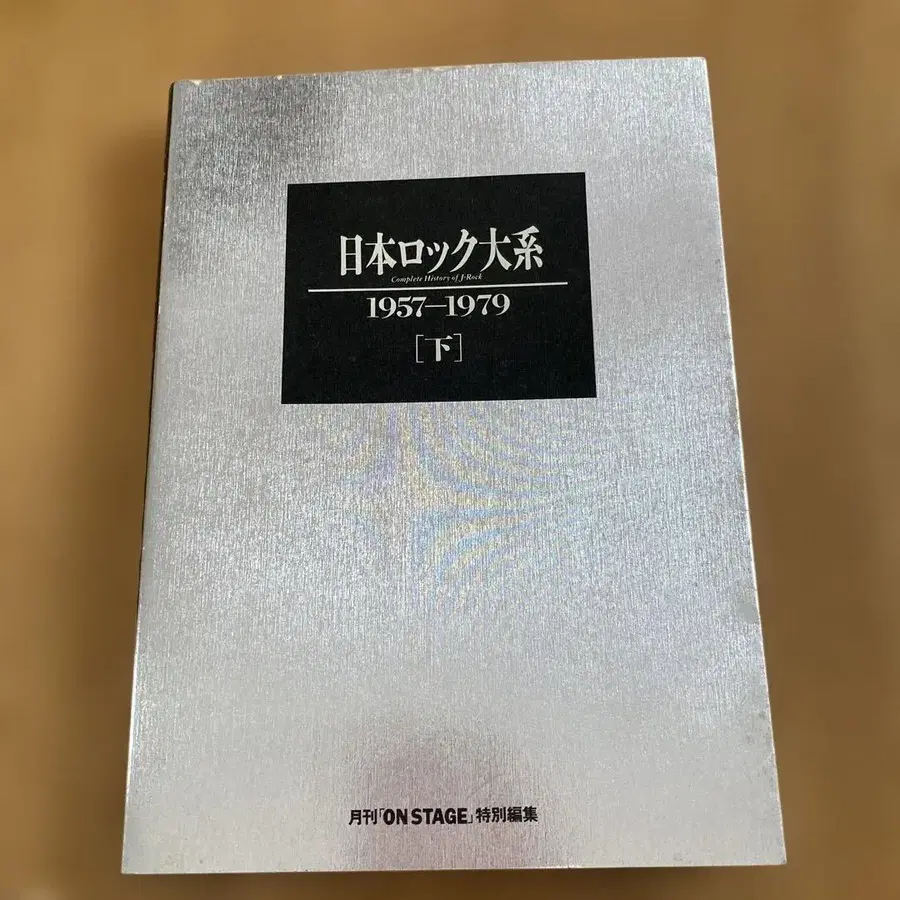 日本ロック大系
Complete History of J-Rock
1957—1979
[下]
月刊「ON STAGE」特別編集